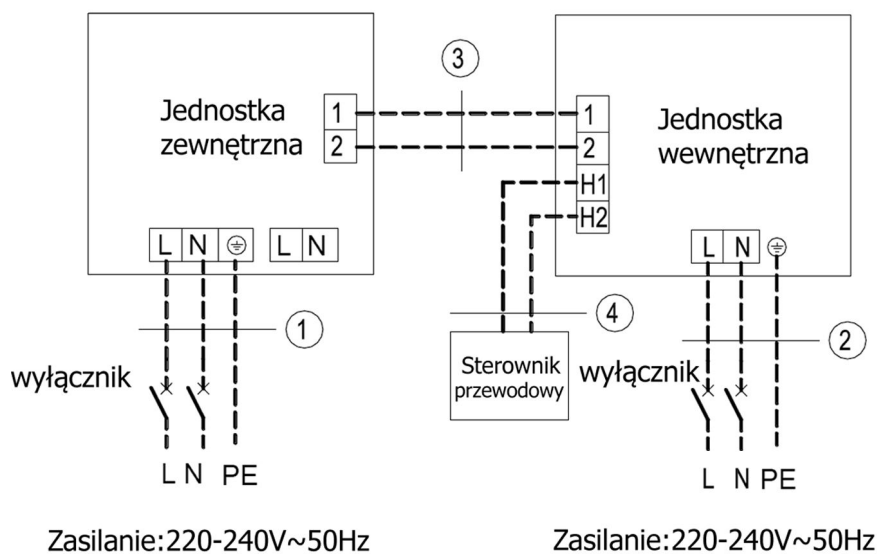 3
Jednostka
zewnętrzna
1
2
1
2
H1
H2
Jednostka
wewnętrzna
L N L N
L N
1
4
2
wyłącznik
Sterownik
przewodowy
wyłącznik
L N PE
L N PE
Zasilanie:220-240V~50Hz
Zasilanie:220-240V~50Hz